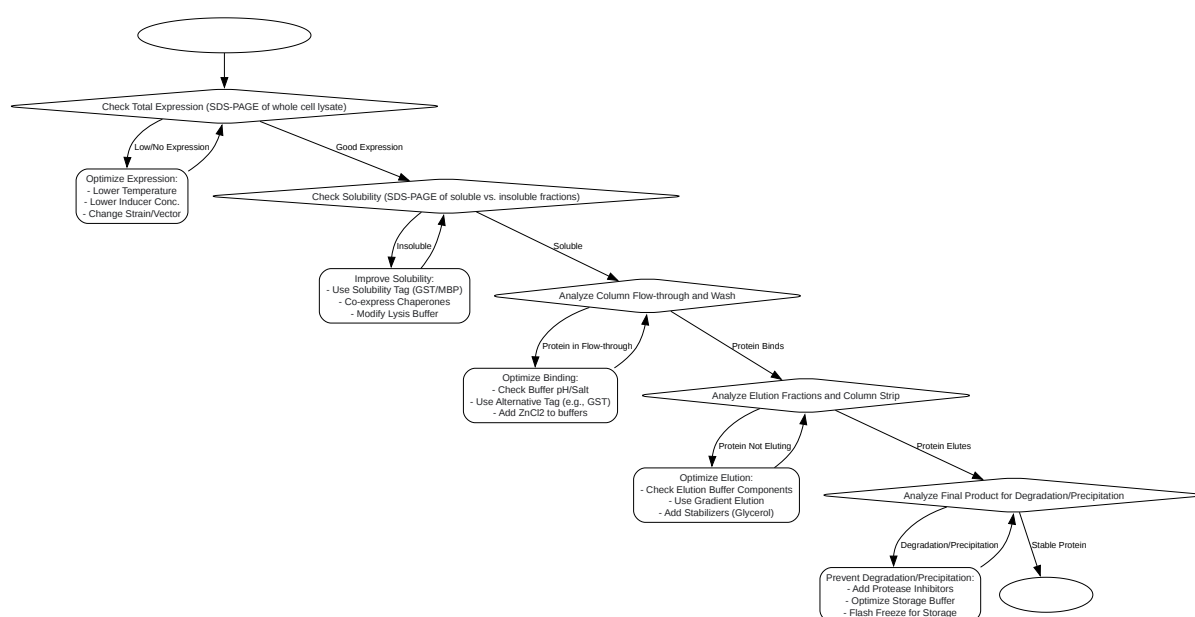 Check Total Expression (SDS-PAGE of whole cell lysate)
Low/No Expression
Good Expression
Optimize Expression:
- Lower Temperature
- Lower Inducer Conc.
- Change Strain/Vector
Check Solubility (SDS-PAGE of soluble vs. insoluble fractions)
Insoluble
Soluble
Improve Solubility:
- Use Solubility Tag (GST/MBP)
- Co-express Chaperones
- Modify Lysis Buffer
Analyze Column Flow-through and Wash
Protein in Flow-through
Protein Binds
Optimize Binding:
- Check Buffer pH/Salt
- Use Alternative Tag (e.g., GST)
- Add ZnCl2 to buffers
Analyze Elution Fractions and Column Strip
Protein Not Eluting
Protein Elutes
Optimize Elution:
- Check Elution Buffer Components
- Use Gradient Elution
- Add Stabilizers (Glycerol)
Analyze Final Product for Degradation/Precipitation
Degradation/Precipitation
Stable Protein
Prevent Degradation/Precipitation:
- Add Protease Inhibitors
- Optimize Storage Buffer
- Flash Freeze for Storage